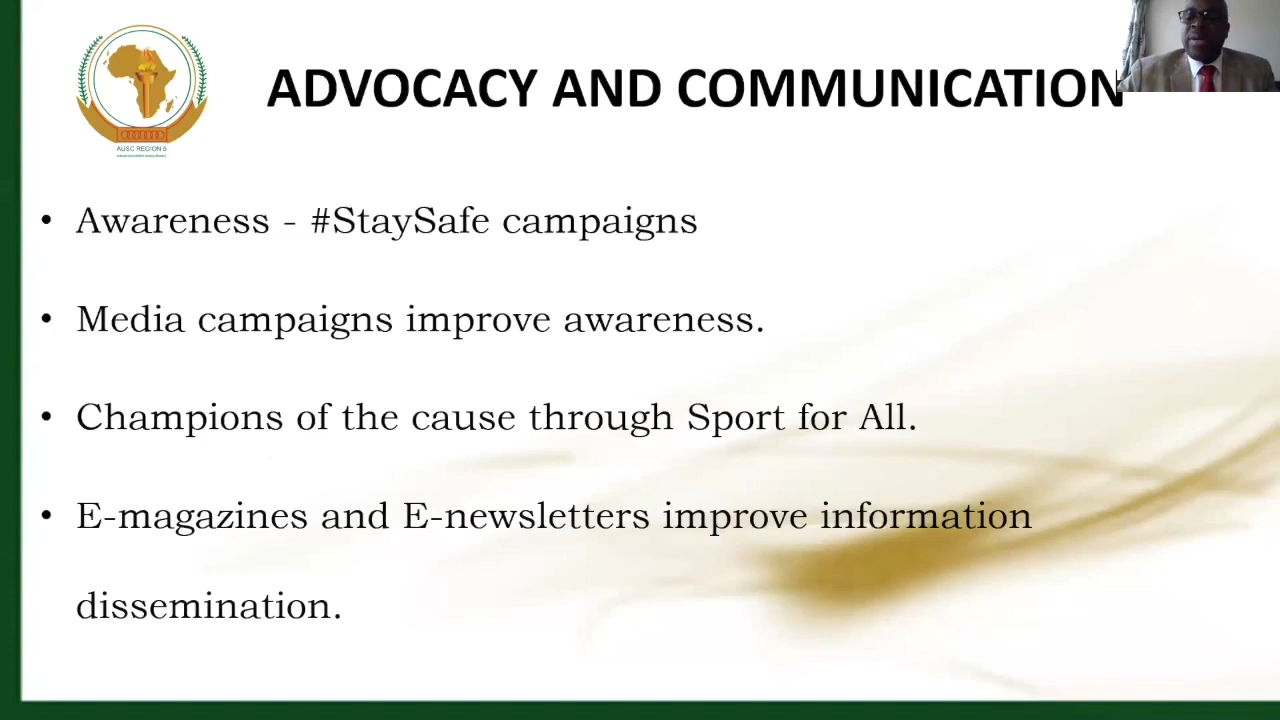 ADVOCACY AND COMMUNICATION
AUSC REGION 5
• Awareness - #StaySafe campaigns
• Media campaigns improve awareness.
• Champions of the cause through Sport for All.
• E-magazines and E-newsletters improve information
dissemination.